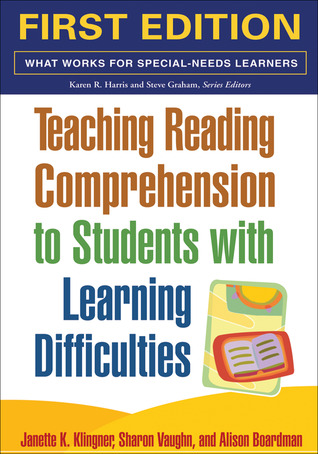 FIRST EDITION
WHAT WORKS FOR SPECIAL-NEEDS LEARNERS
Karen R. Harris and Steve Graham, Series Editors
Teaching Reading
Comprehension
to Students with
Learning
Difficulties
Janette K. Klingner, Sharon Vaughn, and Alison Boardman